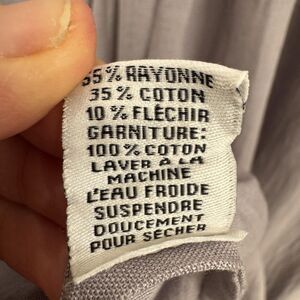 55% RAYONNE
35% COTON
10% FLÉCHIR
GARNITURE:
100% COTON
LAVER À LA
MACHINE
L'EAU FROIDE
SUSPENDRE
DOUCEMENT
POUR SÉCHER